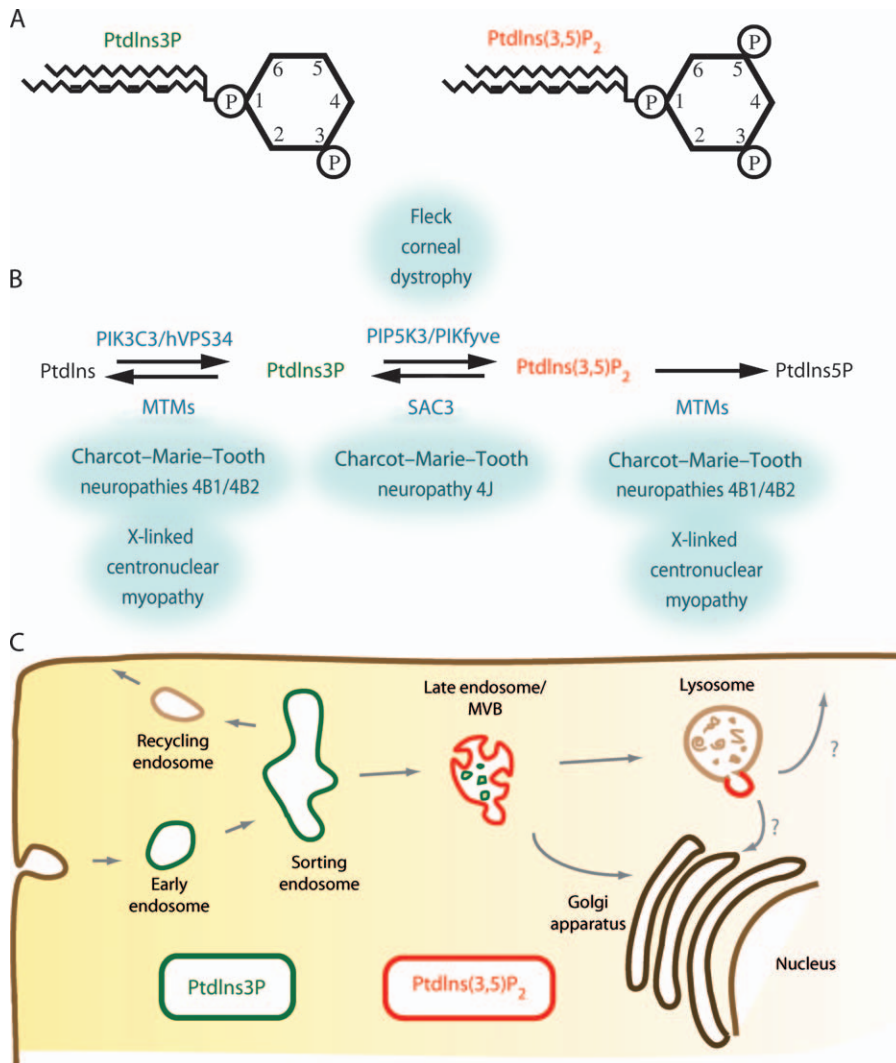 A
PtdIns3P
PtdIns(3,5)P₂
6 5
P 1 4
2 3
P
P
6 5
P 1 4
2 3
P
Fleck
corneal
dystrophy
B
PIK3C3/hVPS34
PIP5K3/PIKfyve
PtdIns
PtdIns3P
PtdIns(3,5)P₂
PtdIns5P
MTMs
SAC3
MTMs
Charcot–Marie–Tooth
neuropathies 4B1/4B2
Charcot–Marie–Tooth
neuropathy 4J
Charcot–Marie–Tooth
neuropathies 4B1/4B2
X-linked
centronuclear
myopathy
X-linked
centronuclear
myopathy
C
Recycling
endosome
Late endosome/
MVB
Lysosome
?
?
Early
endosome
Sorting
endosome
Golgi
apparatus
Nucleus
PtdIns3P
PtdIns(3,5)P₂